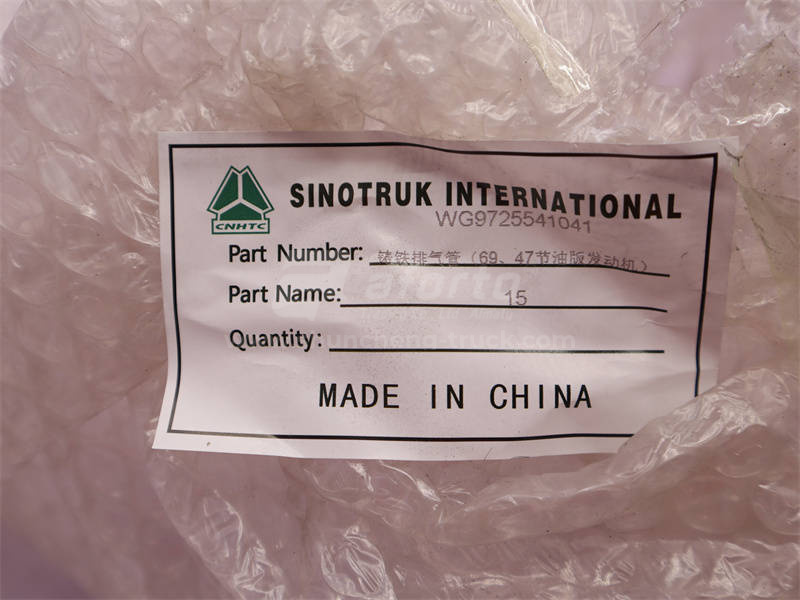 SINOTRUK INTERNATIONAL
CNHTC
WG9725541041
Part Number: 铸铁排气管（69、47节油版发动机）
Part Name: 15
Quantity:
MADE IN CHINA